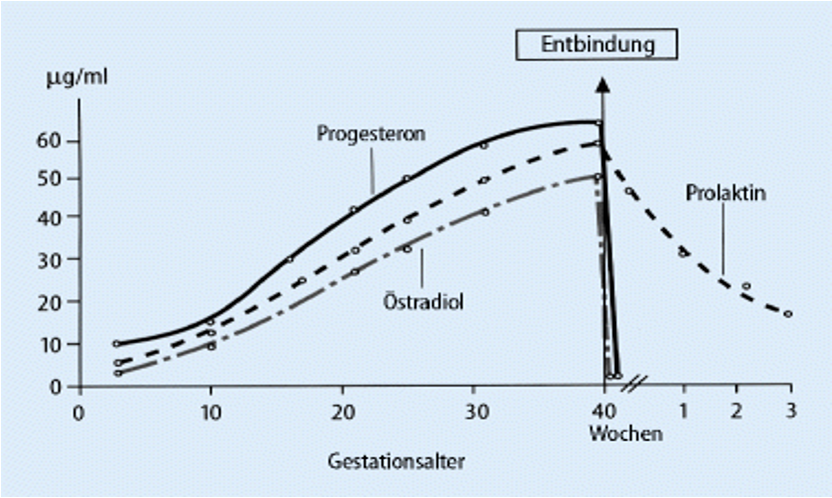 Entbindung
µg/ml
Progesteron
60
50
Prolaktin
40
30
Östradiol
20
10
0
0 10 20 30 40 1 2 3
Wochen
Gestationsalter